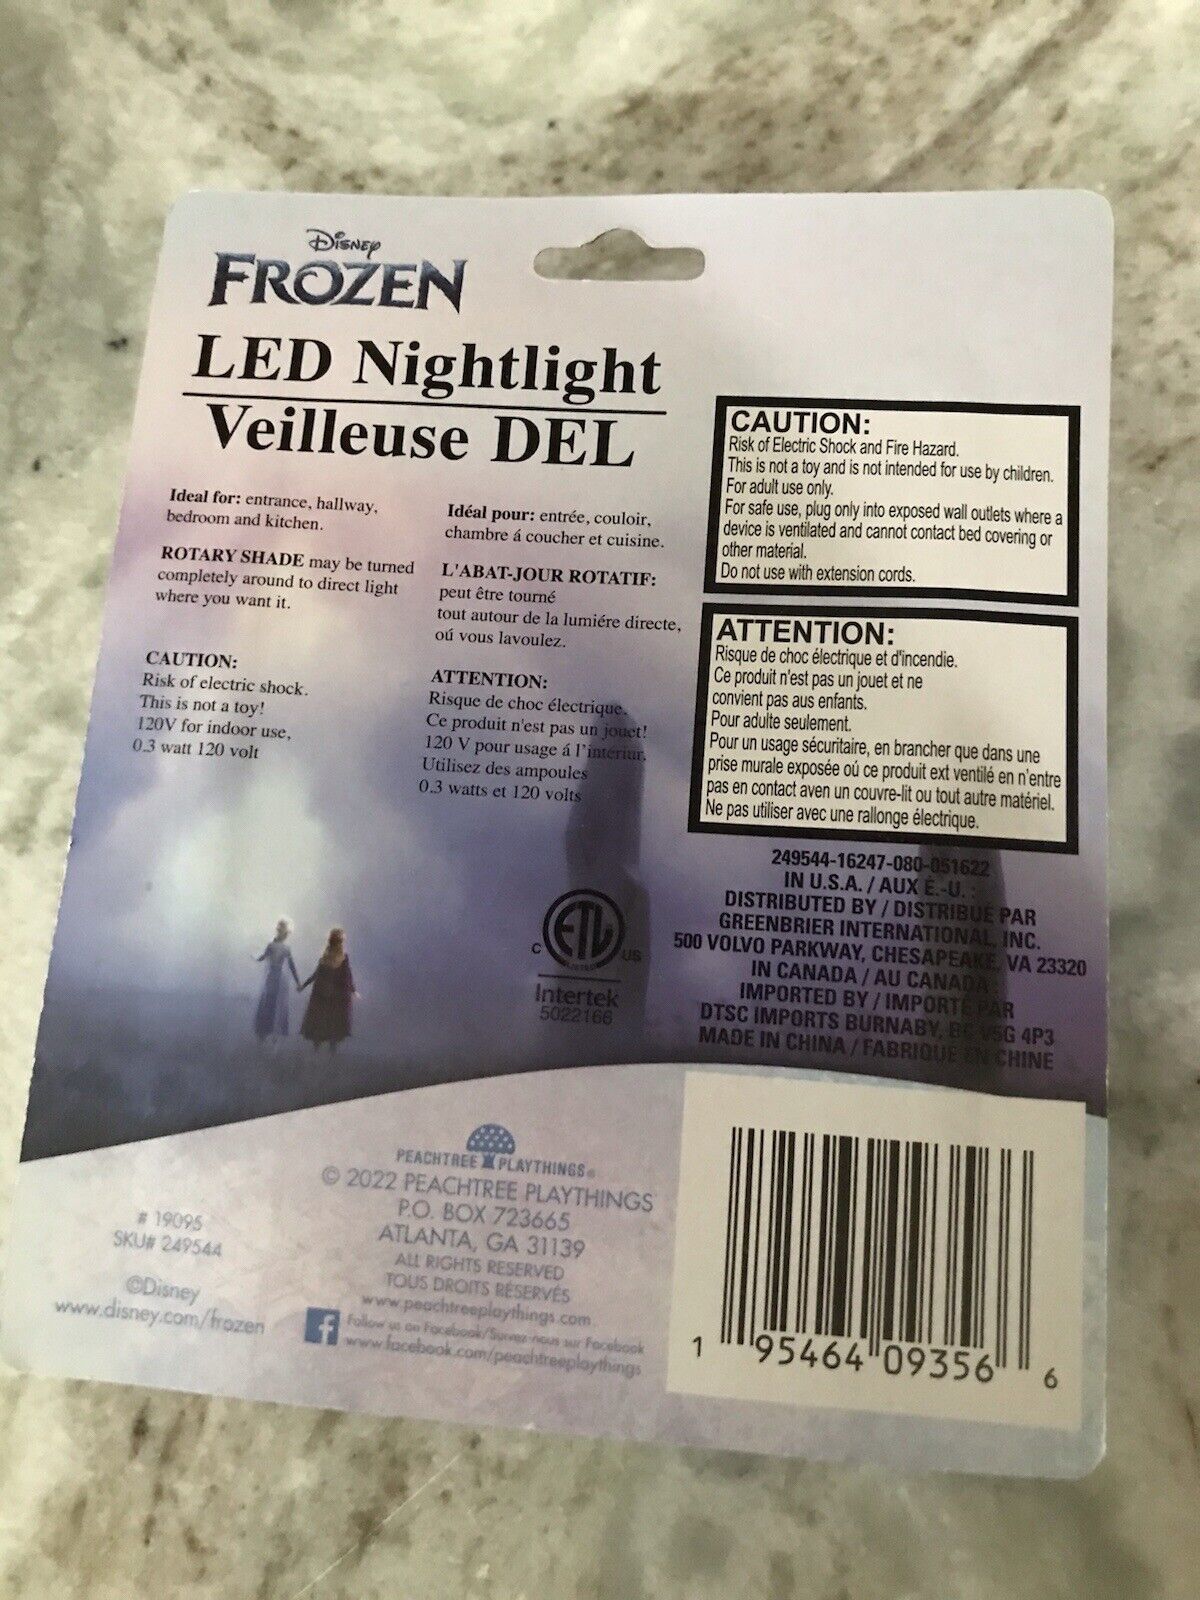 Disney
FROZEN
LED Nightlight
Veilleuse DEL
Ideal for: entrance, hallway,
bedroom and kitchen.
ROTARY SHADE may be turned
completely around to direct light
where you want it.
CAUTION:
Risk of electric shock.
This is not a toy!
120V for indoor use,
0.3 watt 120 volt
Idéal pour: entrée, couloir,
chambre á coucher et cuisine.
L'ABAT-JOUR ROTATIF:
peut être tourné
tout autour de la lumiére directe,
oú vous lavoulez.
ATTENTION:
Risque de choc électrique.
Ce produit n'est pas un jouet!
120 V pour usage á l'intériur.
Utilisez des ampoules
0.3 watts et 120 volts
CAUTION:
Risk of Electric Shock and Fire Hazard.
This is not a toy and is not intended for use by children.
For adult use only.
For safe use, plug only into exposed wall outlets where a
device is ventilated and cannot contact bed covering or
other material.
Do not use with extension cords.
ATTENTION:
Risque de choc électrique et d'incendie.
Ce produit n'est pas un jouet et ne
convient pas aus enfants.
Pour adulte seulement.
Pour un usage sécuritaire, en brancher que dans une
prise murale exposée oú ce produit ext ventilé en n'entre
pas en contact aven un couvre-lit ou tout autre matériel.
Ne pas utiliser avec une rallonge électrique.
249544-16247-080-051622
IN U.S.A. / AUX É.-U. :
DISTRIBUTED BY / DISTRIBUÉ PAR
GREENBRIER INTERNATIONAL, INC.
500 VOLVO PARKWAY, CHESAPEAKE, VA 23320
IN CANADA / AU CANADA :
IMPORTED BY / IMPORTÉ PAR
DTSC IMPORTS BURNABY, BC V5G 4P3
MADE IN CHINA / FABRIQUÉ EN CHINE
C ETL US
LISTED
Intertek
5022166
PEACHTREE PLAYTHINGS®
© 2022 PEACHTREE PLAYTHINGS
P.O. BOX 723665
ATLANTA, GA 31139
ALL RIGHTS RESERVED
TOUS DROITS RÉSERVÉS
www.peachtreeplaythings.com
f Follow us on Facebook/Suivez-nous sur Facebook
www.facebook.com/peachtreeplaythings
# 19095
SKU# 249544
©Disney
www.disney.com/frozen
1 95464 09356 6